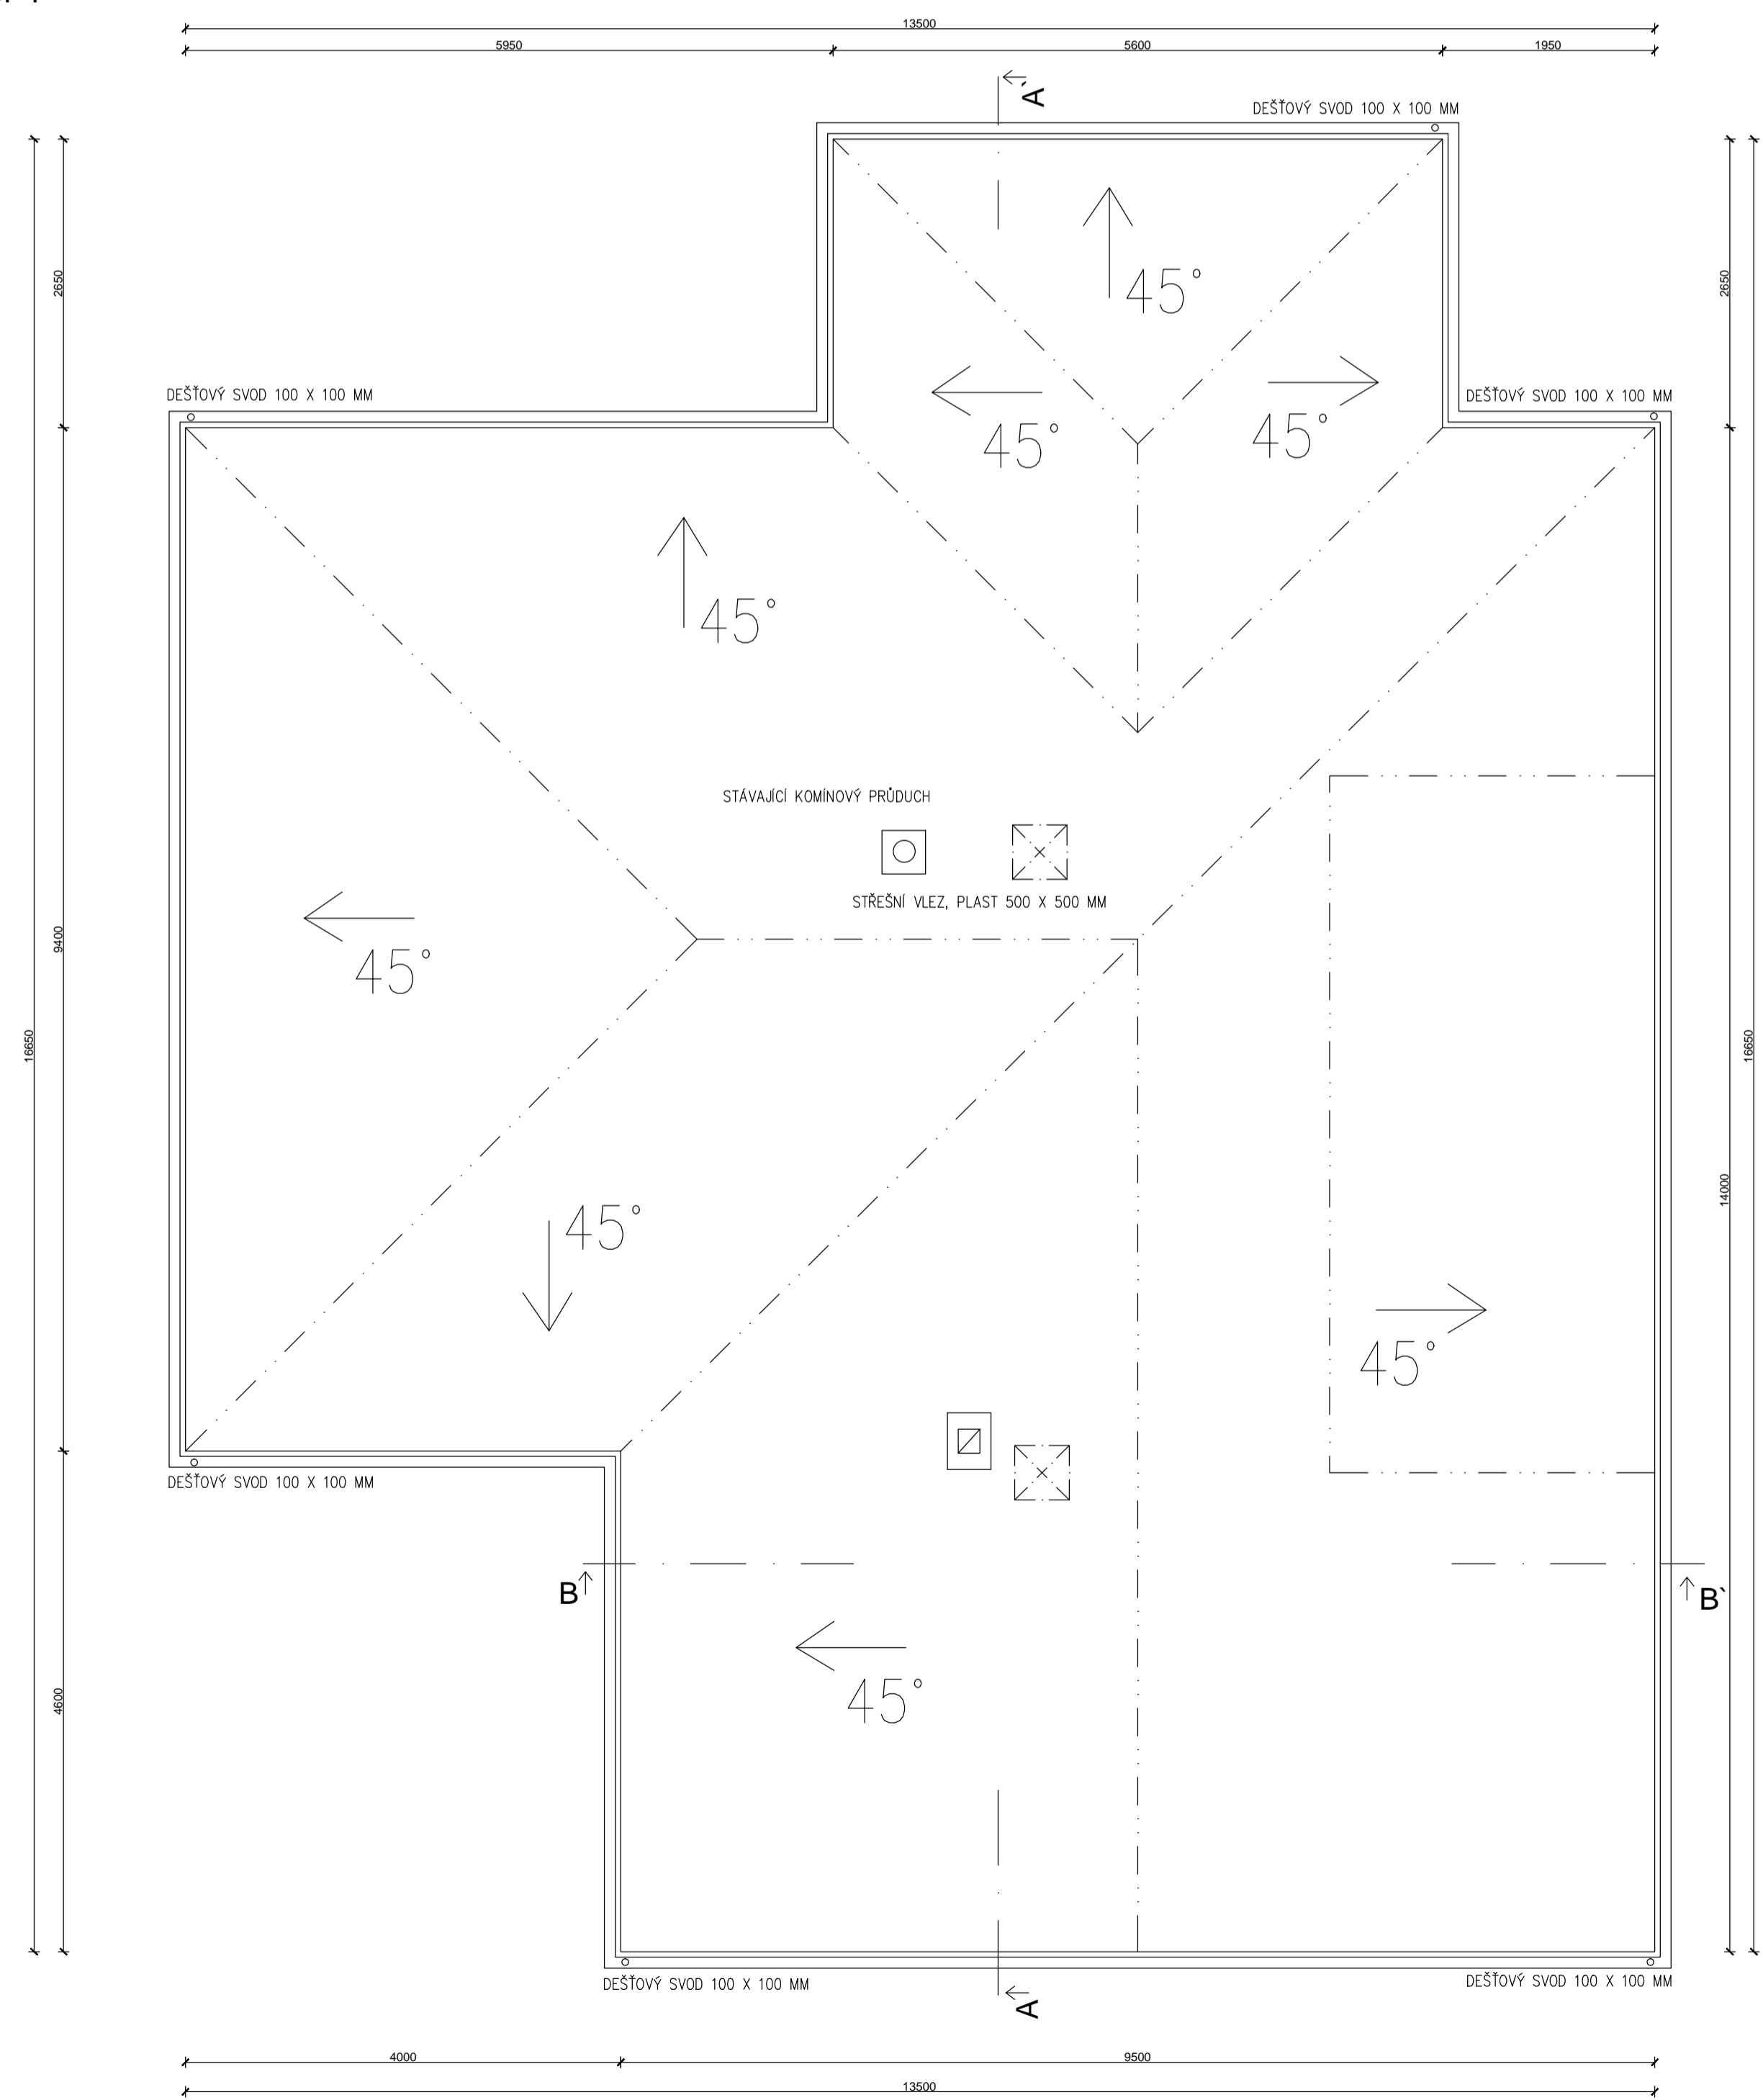 13500
5950
5600
1950
A`
DEŠŤOVÝ SVOD 100 X 100 MM
2650
2650
45°
DEŠŤOVÝ SVOD 100 X 100 MM
DEŠŤOVÝ SVOD 100 X 100 MM
45°
45°
45°
STÁVAJÍCÍ KOMÍNOVÝ PRŮDUCH
STŘEŠNÍ VLEZ, PLAST 500 X 500 MM
9400
45°
16650
16650
14000
45°
45°
DEŠŤOVÝ SVOD 100 X 100 MM
B
B`
4600
45°
DEŠŤOVÝ SVOD 100 X 100 MM
DEŠŤOVÝ SVOD 100 X 100 MM
A
4000
9500
13500